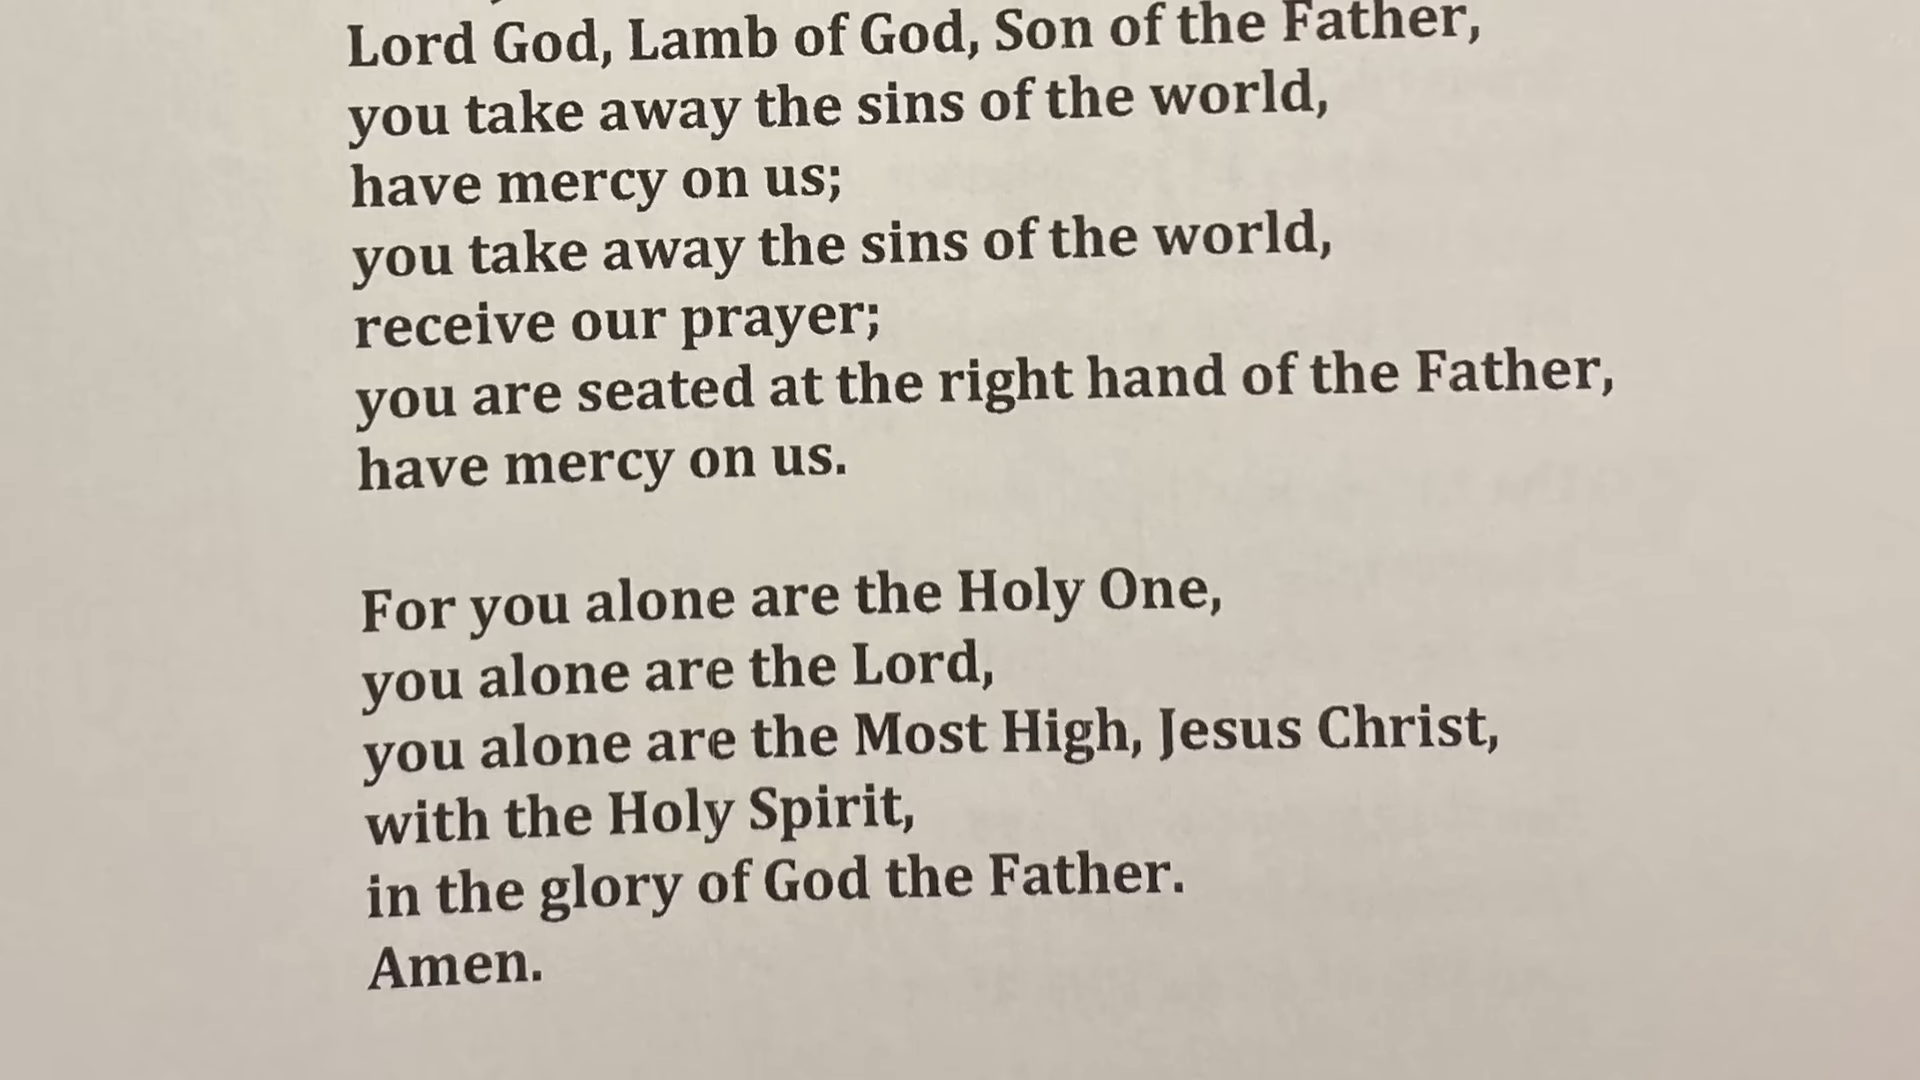 Lord God, Lamb of God, Son of the Father,
you take away the sins of the world,
have mercy on us;
you take away the sins of the world,
receive our prayer;
you are seated at the right hand of the Father,
have mercy on us.
For you alone are the Holy One,
you alone are the Lord,
you alone are the Most High, Jesus Christ,
with the Holy Spirit,
in the glory of God the Father.
Amen.